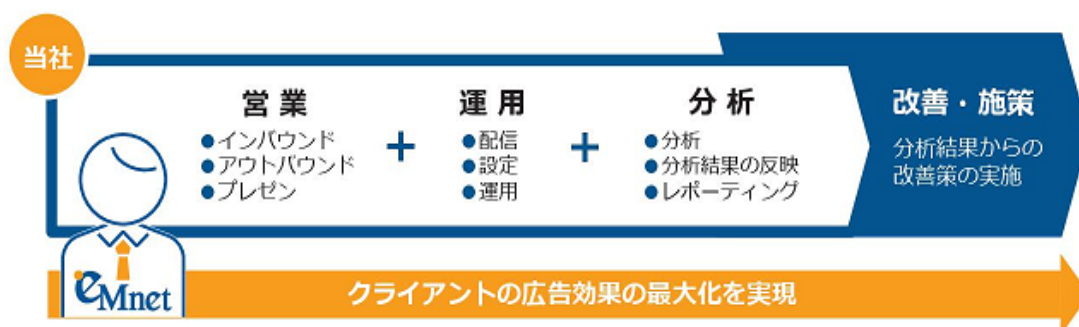 当社
営業
●インバウンド
●アウトバウンド
●プレゼン
+
運用
●配信
●設定
●運用
+
分析
●分析
●分析結果の反映
●レポーティング
改善・施策
分析結果からの
改善策の実施
eMnet
クライアントの広告効果の最大化を実現